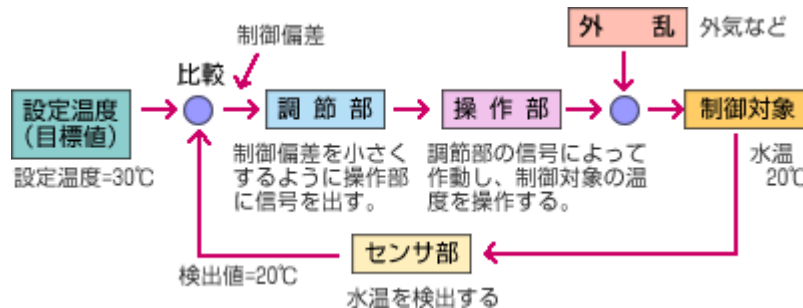 制御偏差
外 乱
外気など
比較
設定温度
(目標値)
調 節 部
操 作 部
制御対象
設定温度=30℃
制御偏差を小さく
するように操作部
に信号を出す。
調節部の信号によって
作動し、制御対象の温
度を操作する。
水温
20℃
センサ部
検出値=20℃
水温を検出する